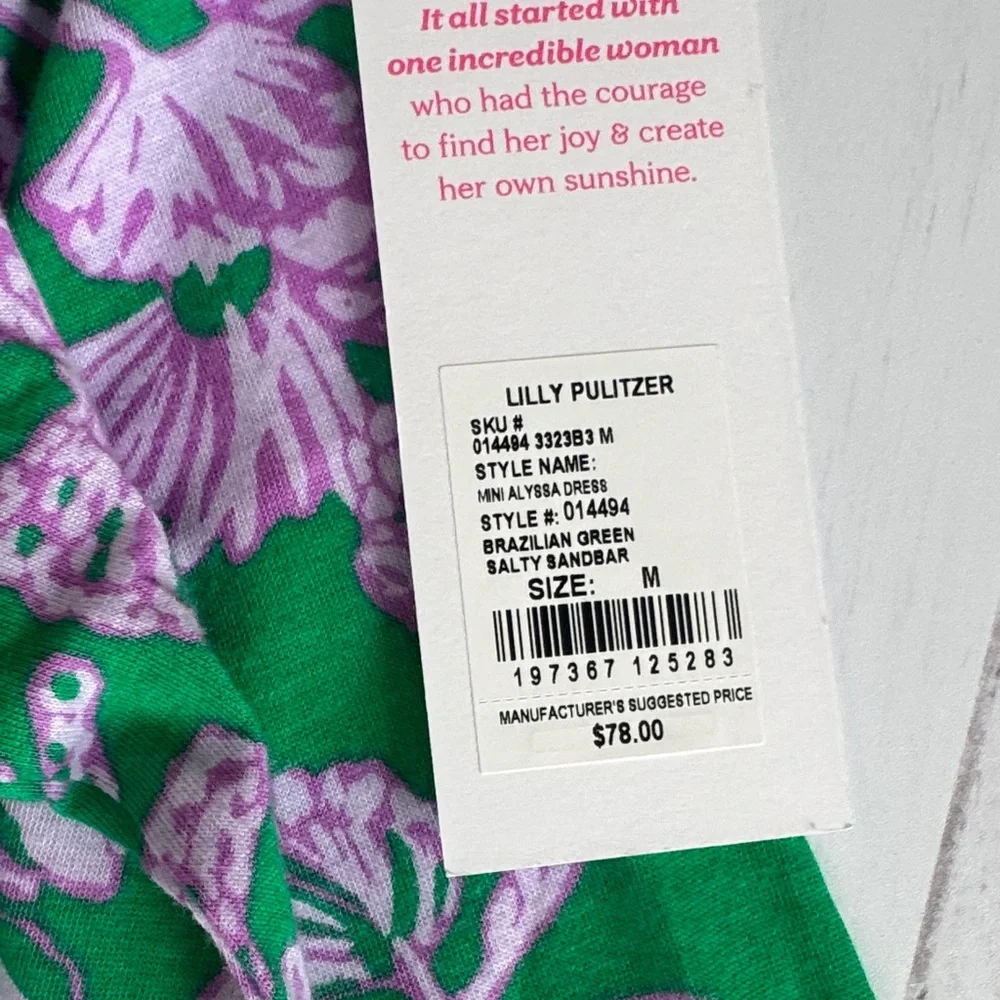 It all started with
one incredible woman
who had the courage
to find her joy & create
her own sunshine.
LILLY PULITZER
SKU #
014494 3323B3 M
STYLE NAME:
MINI ALYSSA DRESS
STYLE #: 014494
BRAZILIAN GREEN
SALTY SANDBAR
SIZE: M
197367 125283
MANUFACTURER'S SUGGESTED PRICE
$78.00